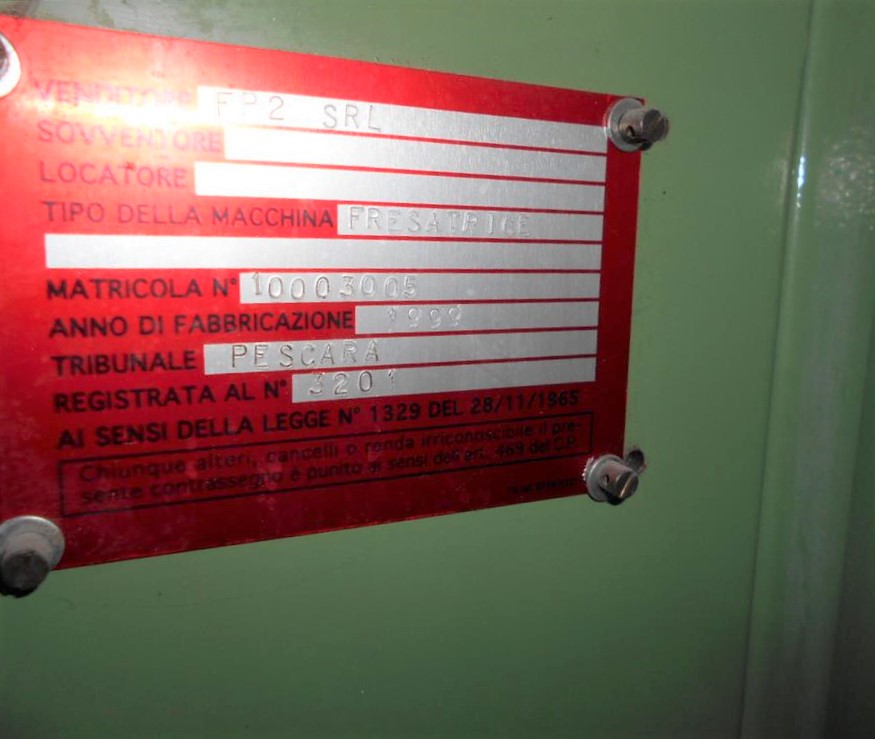 VENDITORE FP2 SRL
SOVVENTORE
LOCATORE
TIPO DELLA MACCHINA FRESATRICE
MATRICOLA N° 10003005
ANNO DI FABBRICAZIONE 1999
TRIBUNALE PESCARA
REGISTRATA AL N° 3201
AI SENSI DELLA LEGGE N° 1329 DEL 28/11/1965
Chiunque alteri, cancelli o renda irriconoscibile il pre-
sente contrassegno è punito ai sensi dell'art. 469 del C.P.